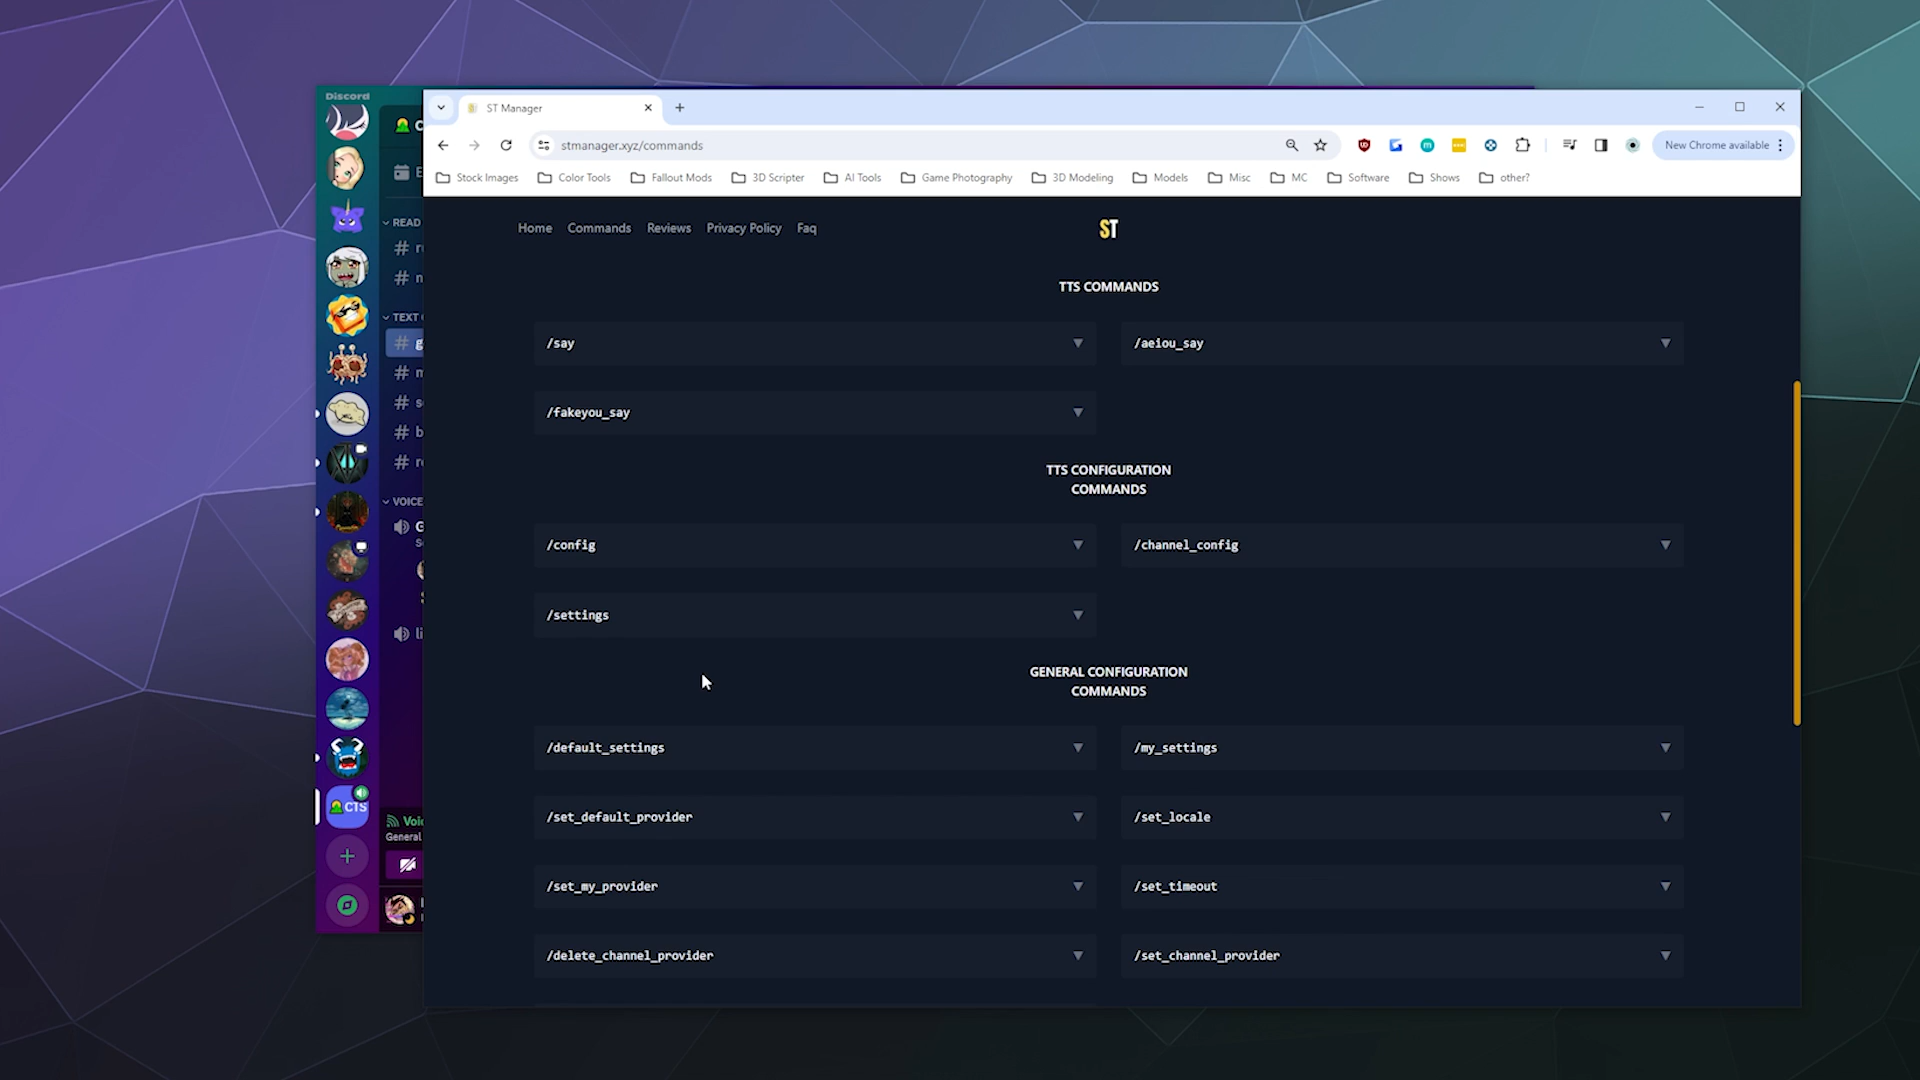 Discord
ST Manager
stmanager.xyz/commands
New Chrome available
Stock Images
Color Tools
Fallout Mods
3D Scripter
AI Tools
Game Photography
3D Modeling
Models
Misc
MC
Software
Shows
other?
Home
Commands
Reviews
Privacy Policy
Faq
ST
TTS COMMANDS
/say
/aeiou_say
/fakeyou_say
TTS CONFIGURATION
COMMANDS
/config
/channel_config
/settings
GENERAL CONFIGURATION
COMMANDS
/default_settings
/my_settings
/set_default_provider
/set_locale
/set_my_provider
/set_timeout
/delete_channel_provider
/set_channel_provider
READ
TEXT
VOICE
CTS
General